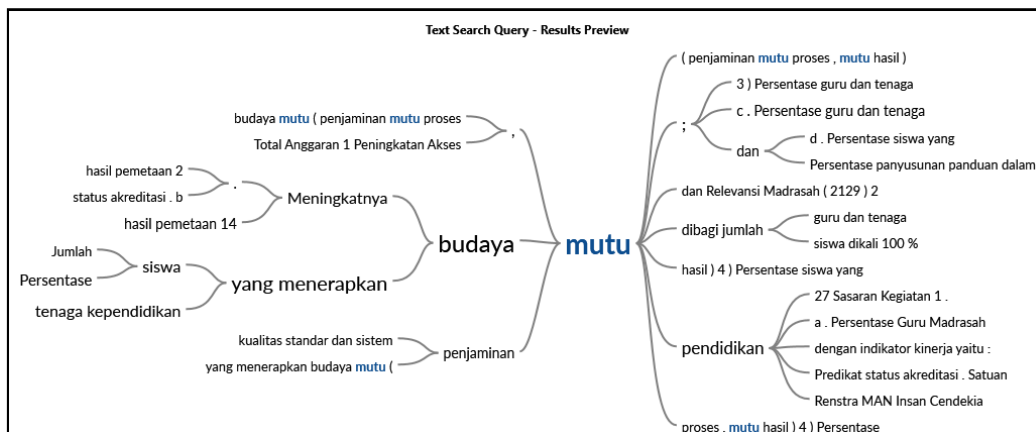 Text Search Query - Results Preview
budaya mutu ( penjaminan mutu proses
Total Anggaran 1 Peningkatan Akses
,
hasil pemetaan 2
status akreditasi . b
.
hasil pemetaan 14
Meningkatnya
Jumlah
Persentase
siswa
tenaga kependidikan
yang menerapkan
budaya
kualitas standar dan sistem
yang menerapkan budaya mutu (
penjaminan
mutu
( penjaminan mutu proses , mutu hasil )
;
3 ) Persentase guru dan tenaga
c . Persentase guru dan tenaga
dan
d . Persentase siswa yang
Persentase panyusunan panduan dalam
dan Relevansi Madrasah ( 2129 ) 2
dibagi jumlah
guru dan tenaga
siswa dikali 100 %
hasil ) 4 ) Persentase siswa yang
pendidikan
27 Sasaran Kegiatan 1 .
a . Persentase Guru Madrasah
dengan indikator kinerja yaitu :
Predikat status akreditasi . Satuan
Renstra MAN Insan Cendekia
proses , mutu hasil ) 4 ) Persentase